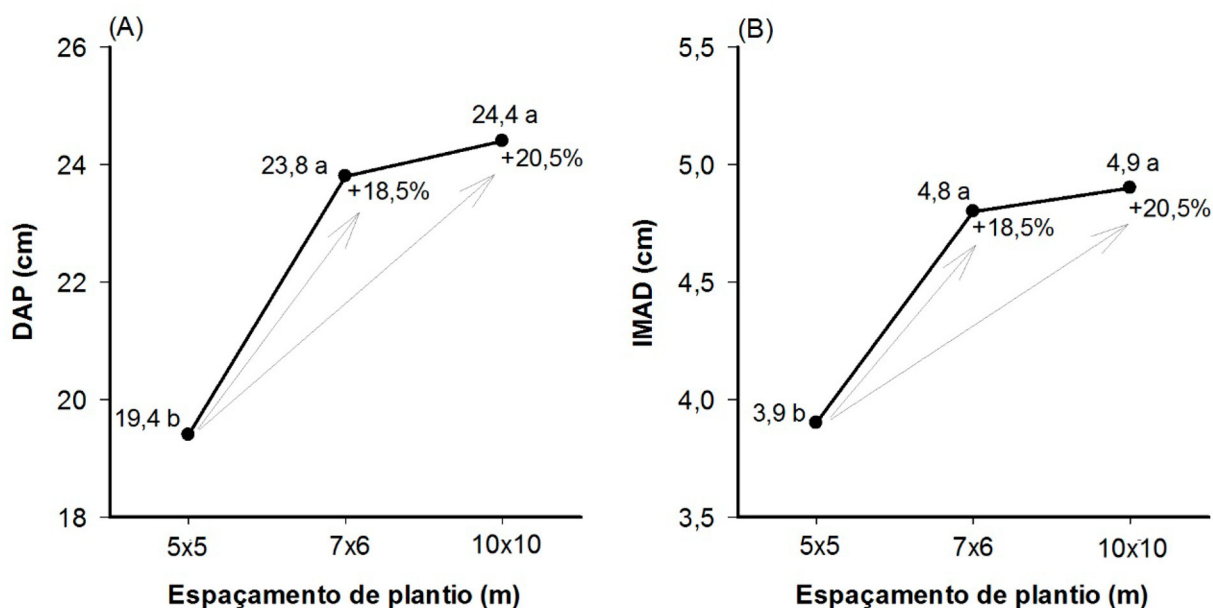 (A)
DAP (cm)
26
24
22
20
18
19,4 b
23,8 a
+18,5%
24,4 a
+20,5%
5x5
7x6
10x10
Espaçamento de plantio (m)
(B)
IMAD (cm)
5,5
5,0
4,5
4,0
3,5
3,9 b
4,8 a
+18,5%
4,9 a
+20,5%
5x5
7x6
10x10
Espaçamento de plantio (m)